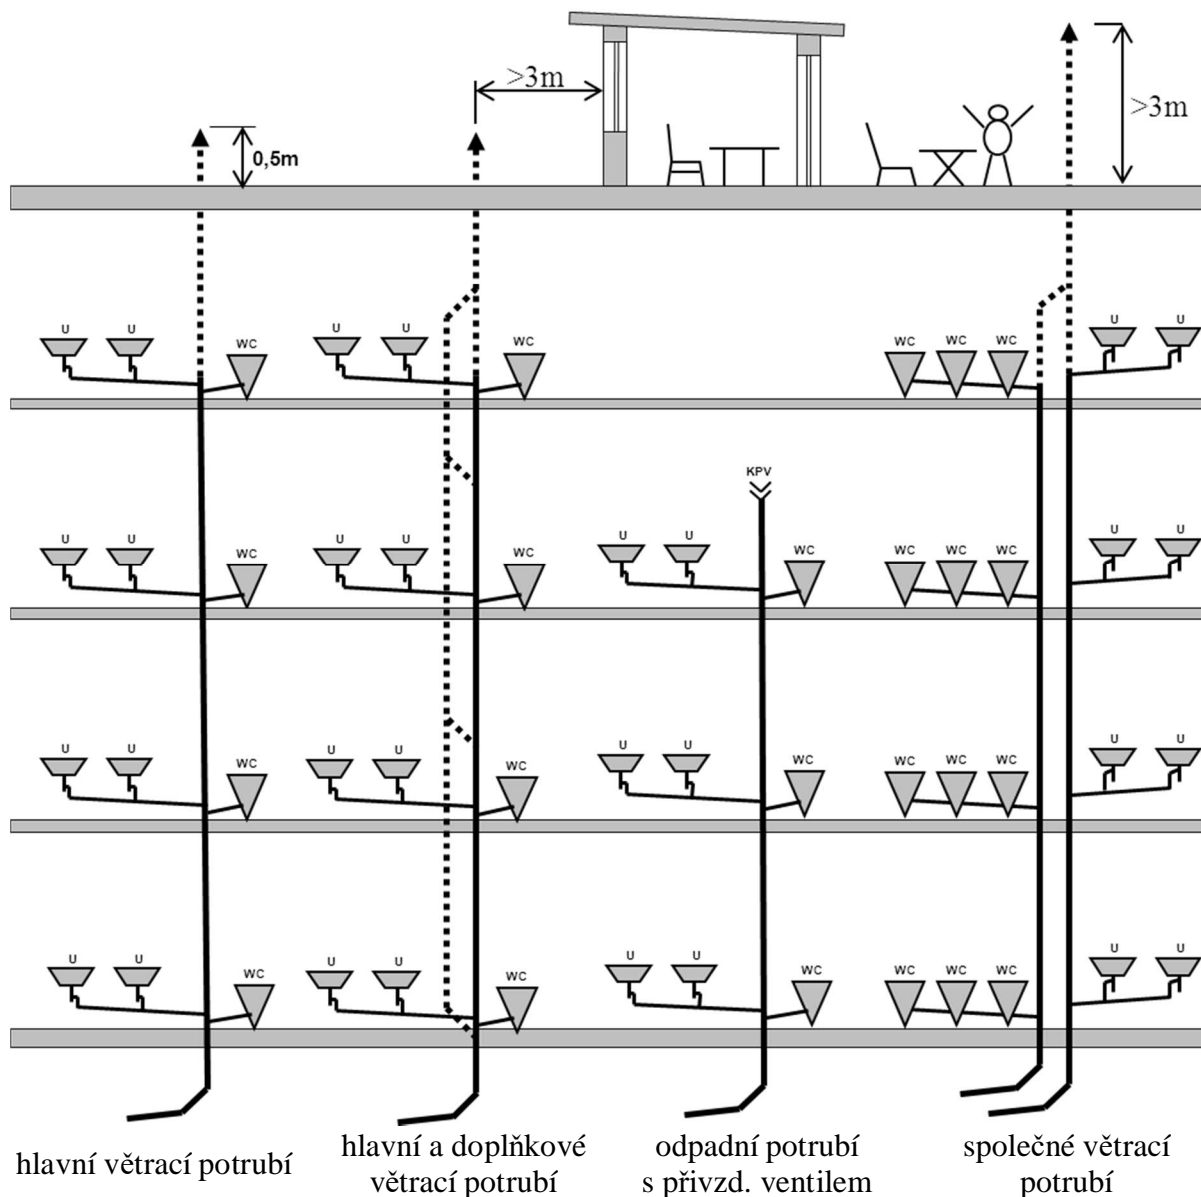 >3m
>3m
0,5m
U U WC
U U WC
WC WC WC
U U
KPV
U U WC
U U WC
U U WC
WC WC WC
U U
U U WC
U U WC
U U WC
WC WC WC
U U
U U WC
U U WC
U U WC
WC WC WC
U U
hlavní větrací potrubí
hlavní a doplňkové
větrací potrubí
odpadní potrubí
s přivzd. ventilem
společné větrací
potrubí